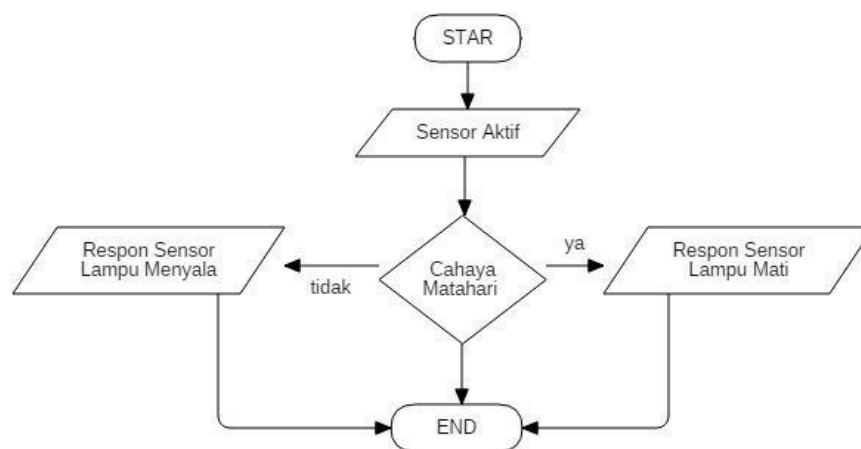 STAR
Sensor Aktif
Respon Sensor
Lampu Menyala
tidak
Cahaya
Matahari
ya
Respon Sensor
Lampu Mati
END